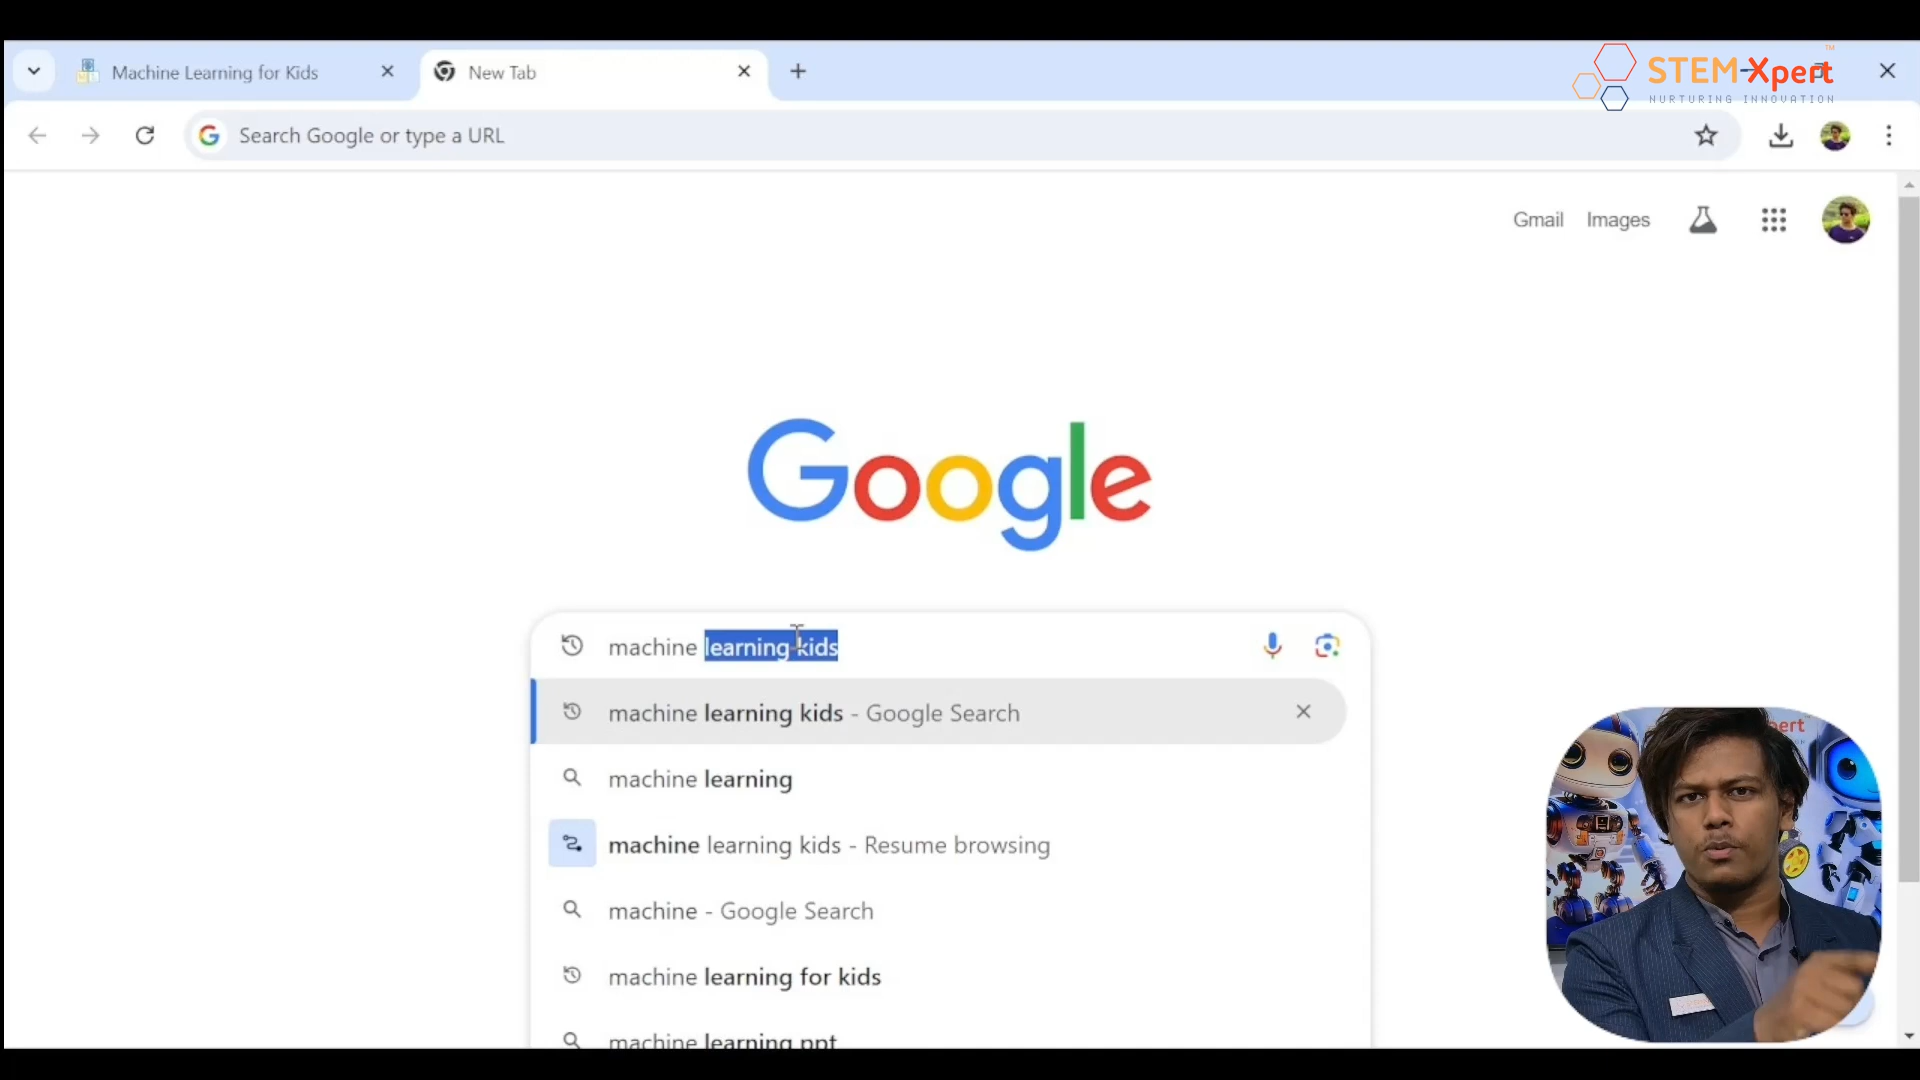 Machine Learning for Kids
New Tab
STEM-Xpert
TM
NURTURING INNOVATION
Search Google or type a URL
Gmail
Images
Google
machine learning kids
machine learning kids - Google Search
machine learning
machine learning kids - Resume browsing
machine - Google Search
machine learning for kids
machine learning ppt
pert